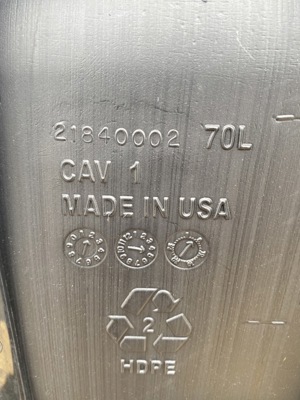 21840002 70L
CAV 1
MADE IN USA
2
HDPE